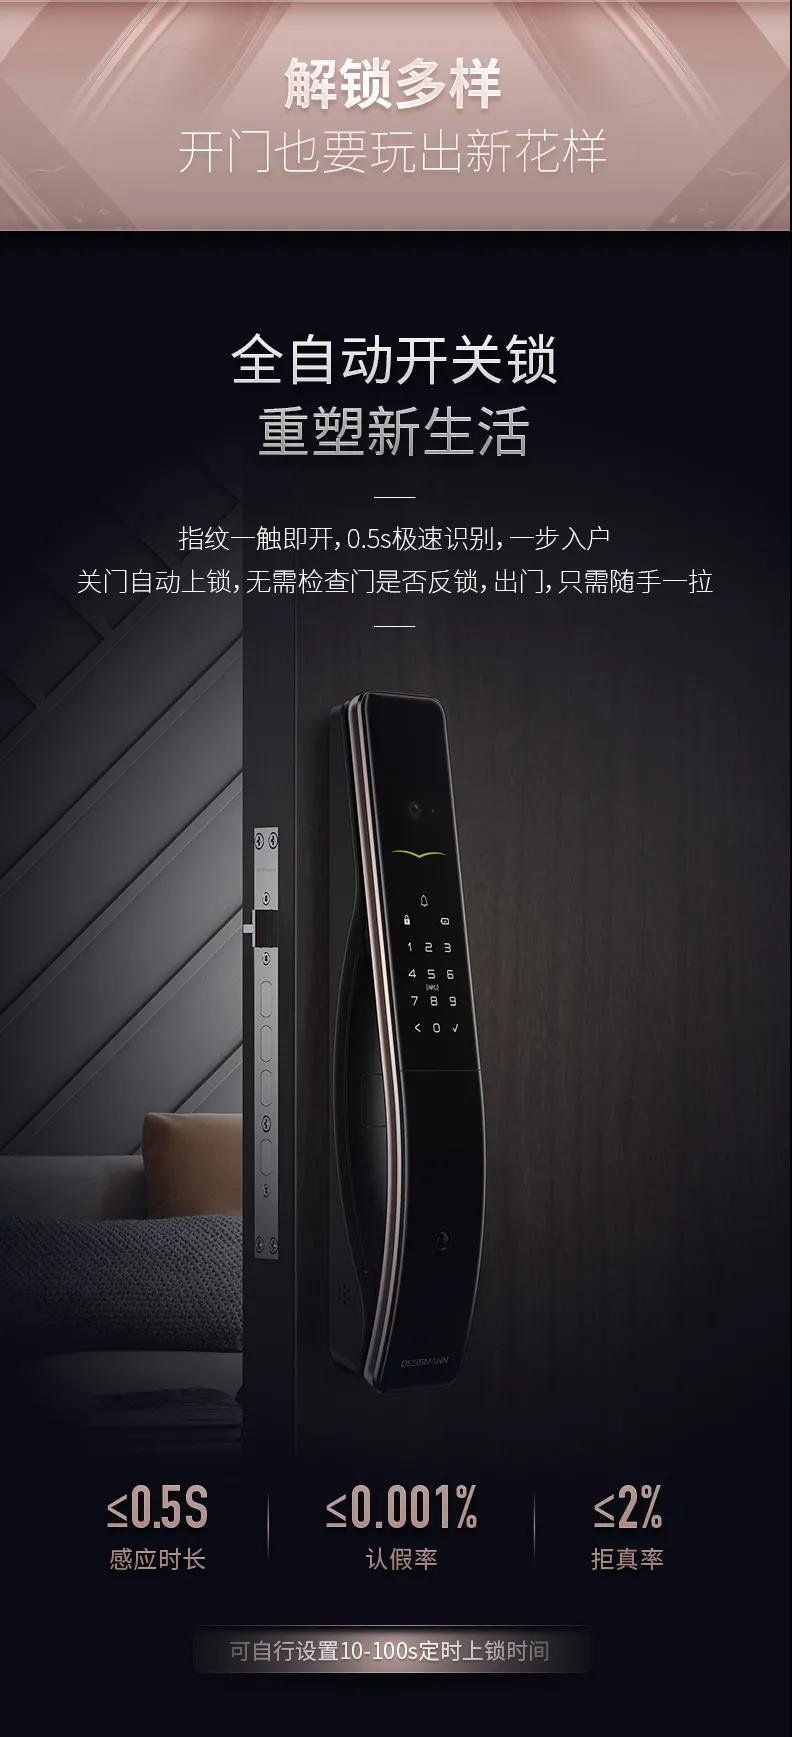 解锁多样
开门也要玩出新花样
全自动开关锁
重塑新生活
指纹一触即开，0.5s极速识别，一步入户
关门自动上锁，无需检查门是否反锁，出门，只需随手一拉
1 2 3
4 5 6
(NFC)
7 8 9
< 0 ✓
DESSMANN
≤0.5S ≤0.001% ≤2%
感应时长 认假率 拒真率
可自行设置10-100s定时上锁时间